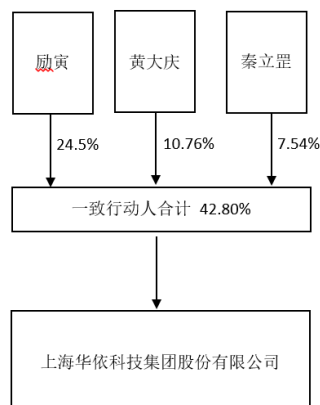 励寅 黄大庆 秦立罡
24.5% 10.76% 7.54%
一致行动人合计 42.80%
上海华依科技集团股份有限公司